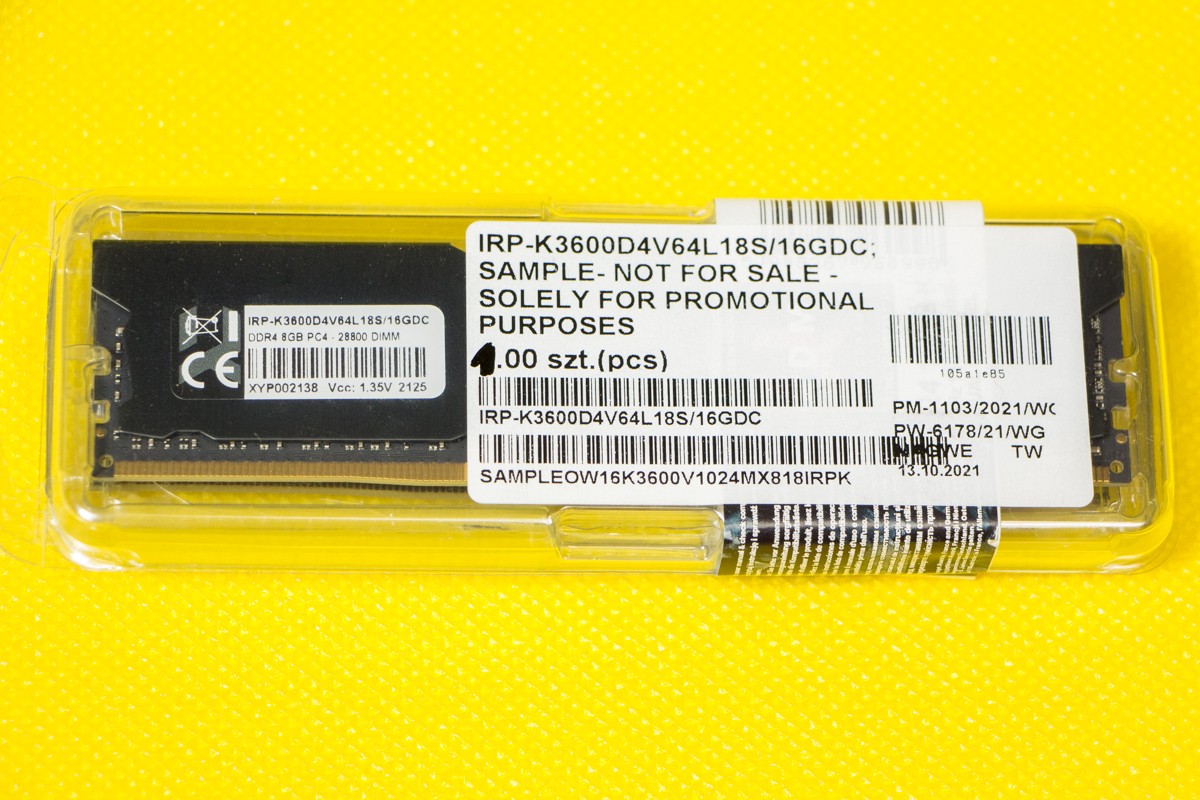 IRP-K3600D4V64L18S/16GDC
DDR4 8GB PC4 - 28800 DIMM
XYP002138 Vcc: 1.35V 2125
CE
IRP-K3600D4V64L18S/16GDC;
SAMPLE- NOT FOR SALE -
SOLELY FOR PROMOTIONAL
PURPOSES
.00 szt.(pcs)
IRP-K3600D4V64L18S/16GDC
SAMPLEOW16K3600V1024MX818IRPK
105a1e85
PM-1103/2021/WG
PW-6178/21/WG
TW
13.10.2021